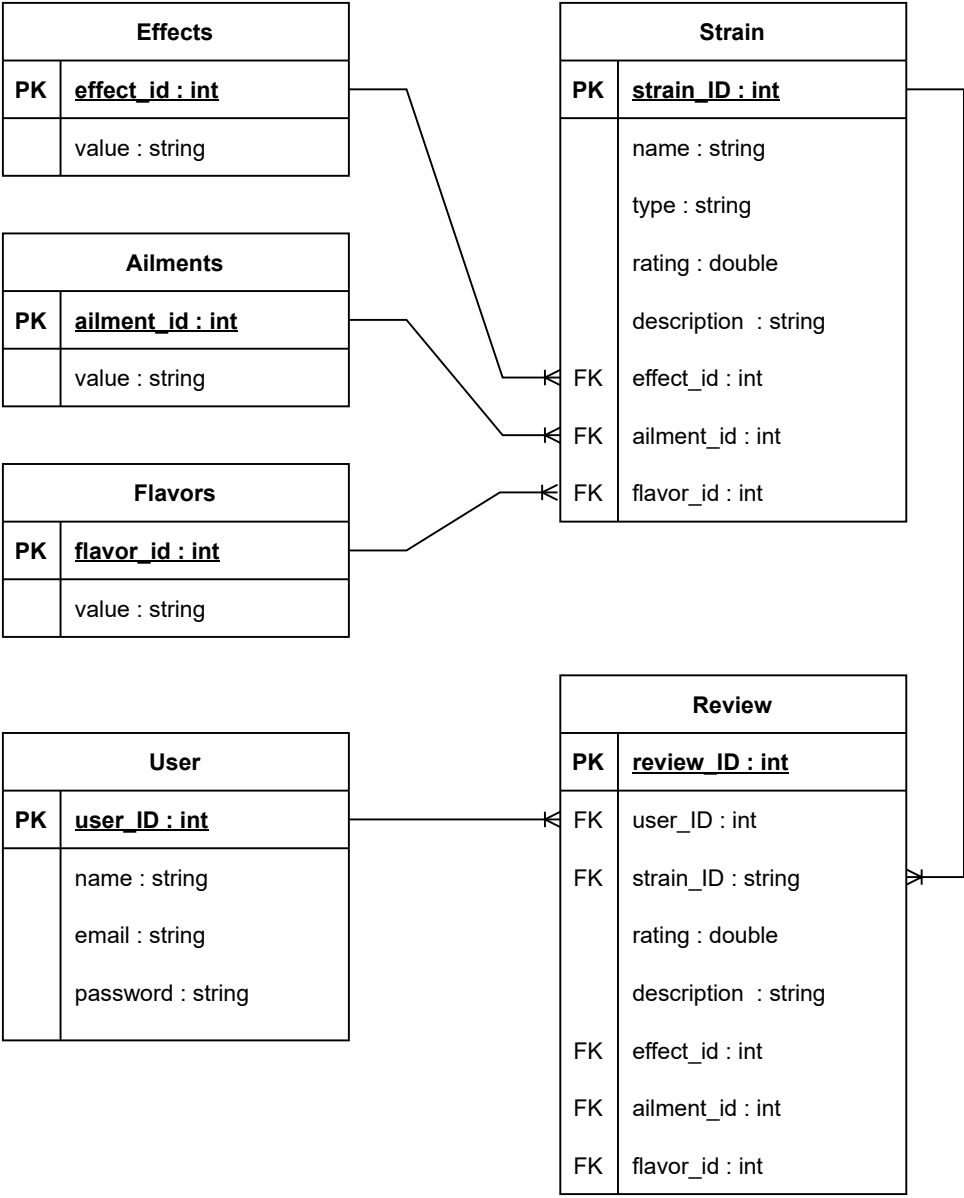 Effects
PK effect_id : int
value : string
Ailments
PK ailment_id : int
value : string
Flavors
PK flavor_id : int
value : string
User
PK user_ID : int
name : string
email : string
password : string
Strain
PK strain_ID : int
name : string
type : string
rating : double
description : string
FK effect_id : int
FK ailment_id : int
FK flavor_id : int
Review
PK review_ID : int
FK user_ID : int
FK strain_ID : string
rating : double
description : string
FK effect_id : int
FK ailment_id : int
FK flavor_id : int